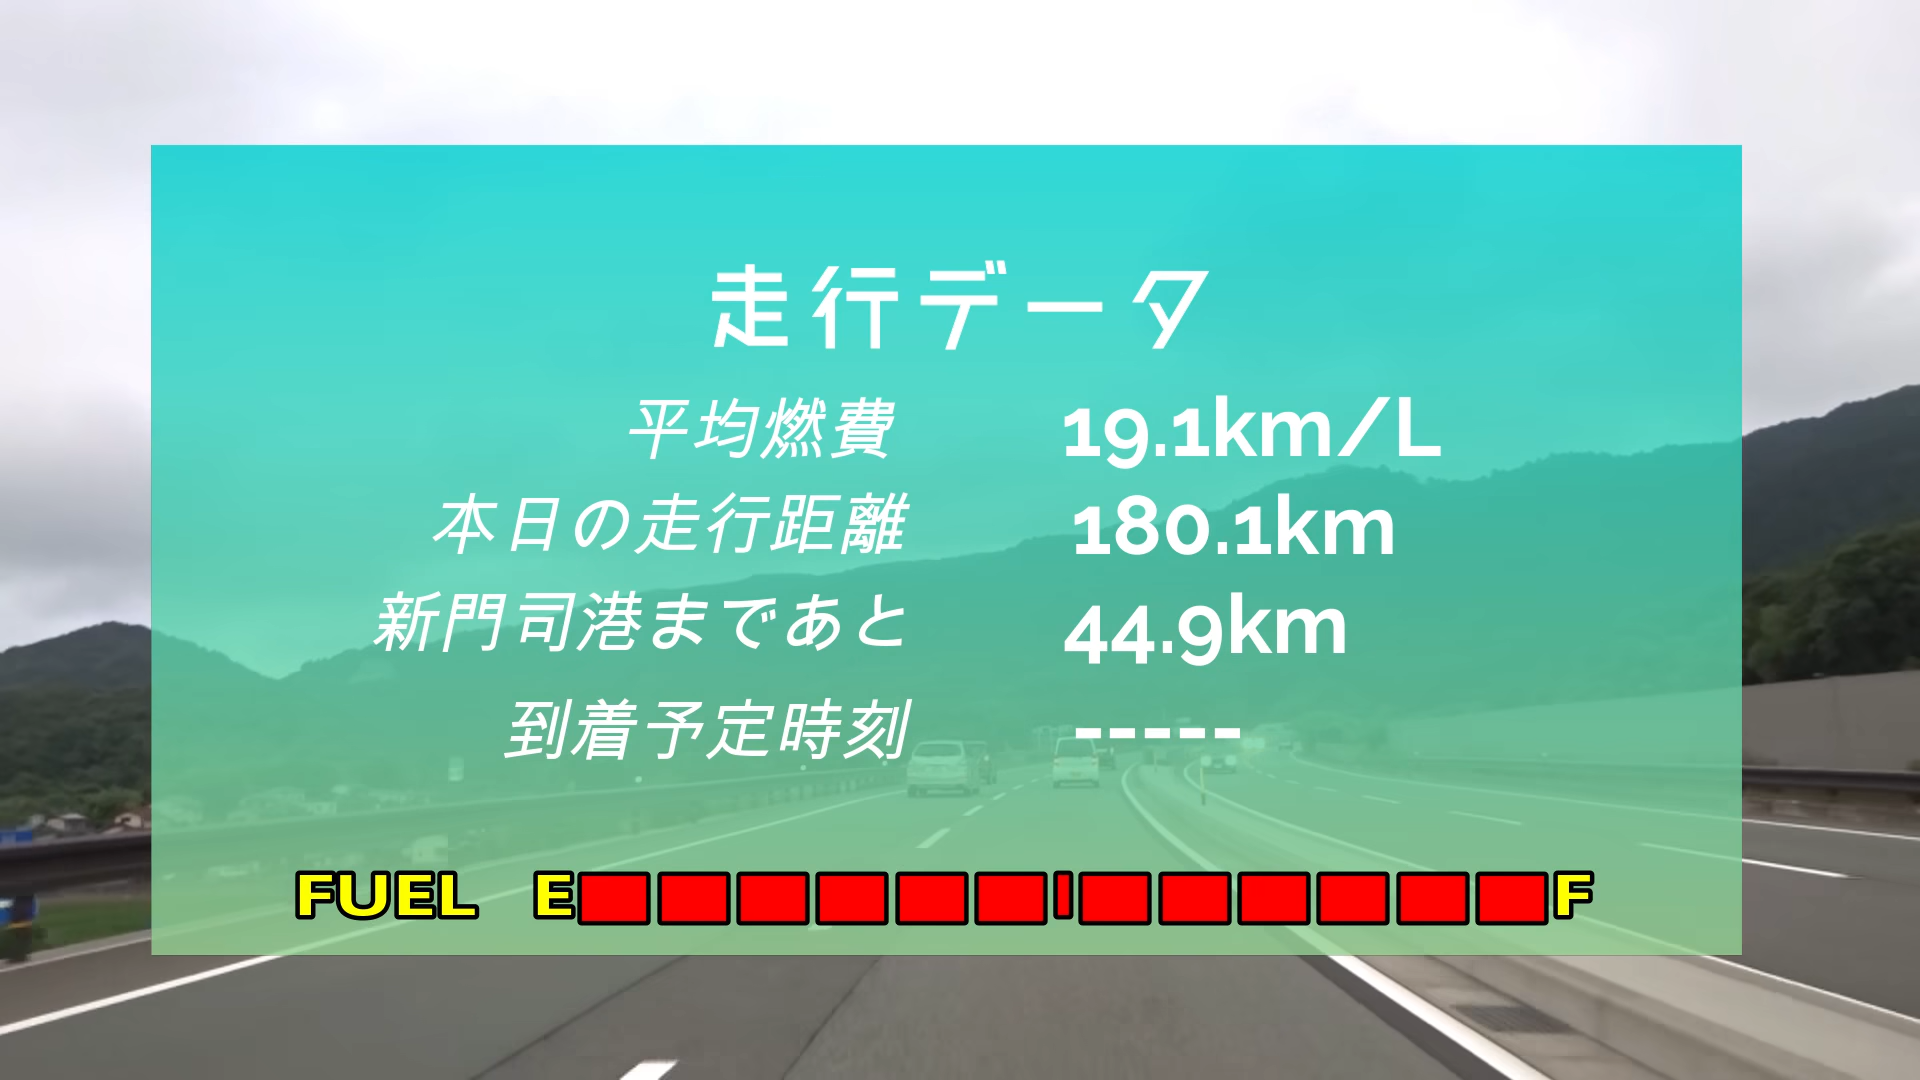 走行データ
平均燃費 19.1km/L
本日の走行距離 180.1km
新門司港まであと 44.9km
到着予定時刻 -----
FUEL E F